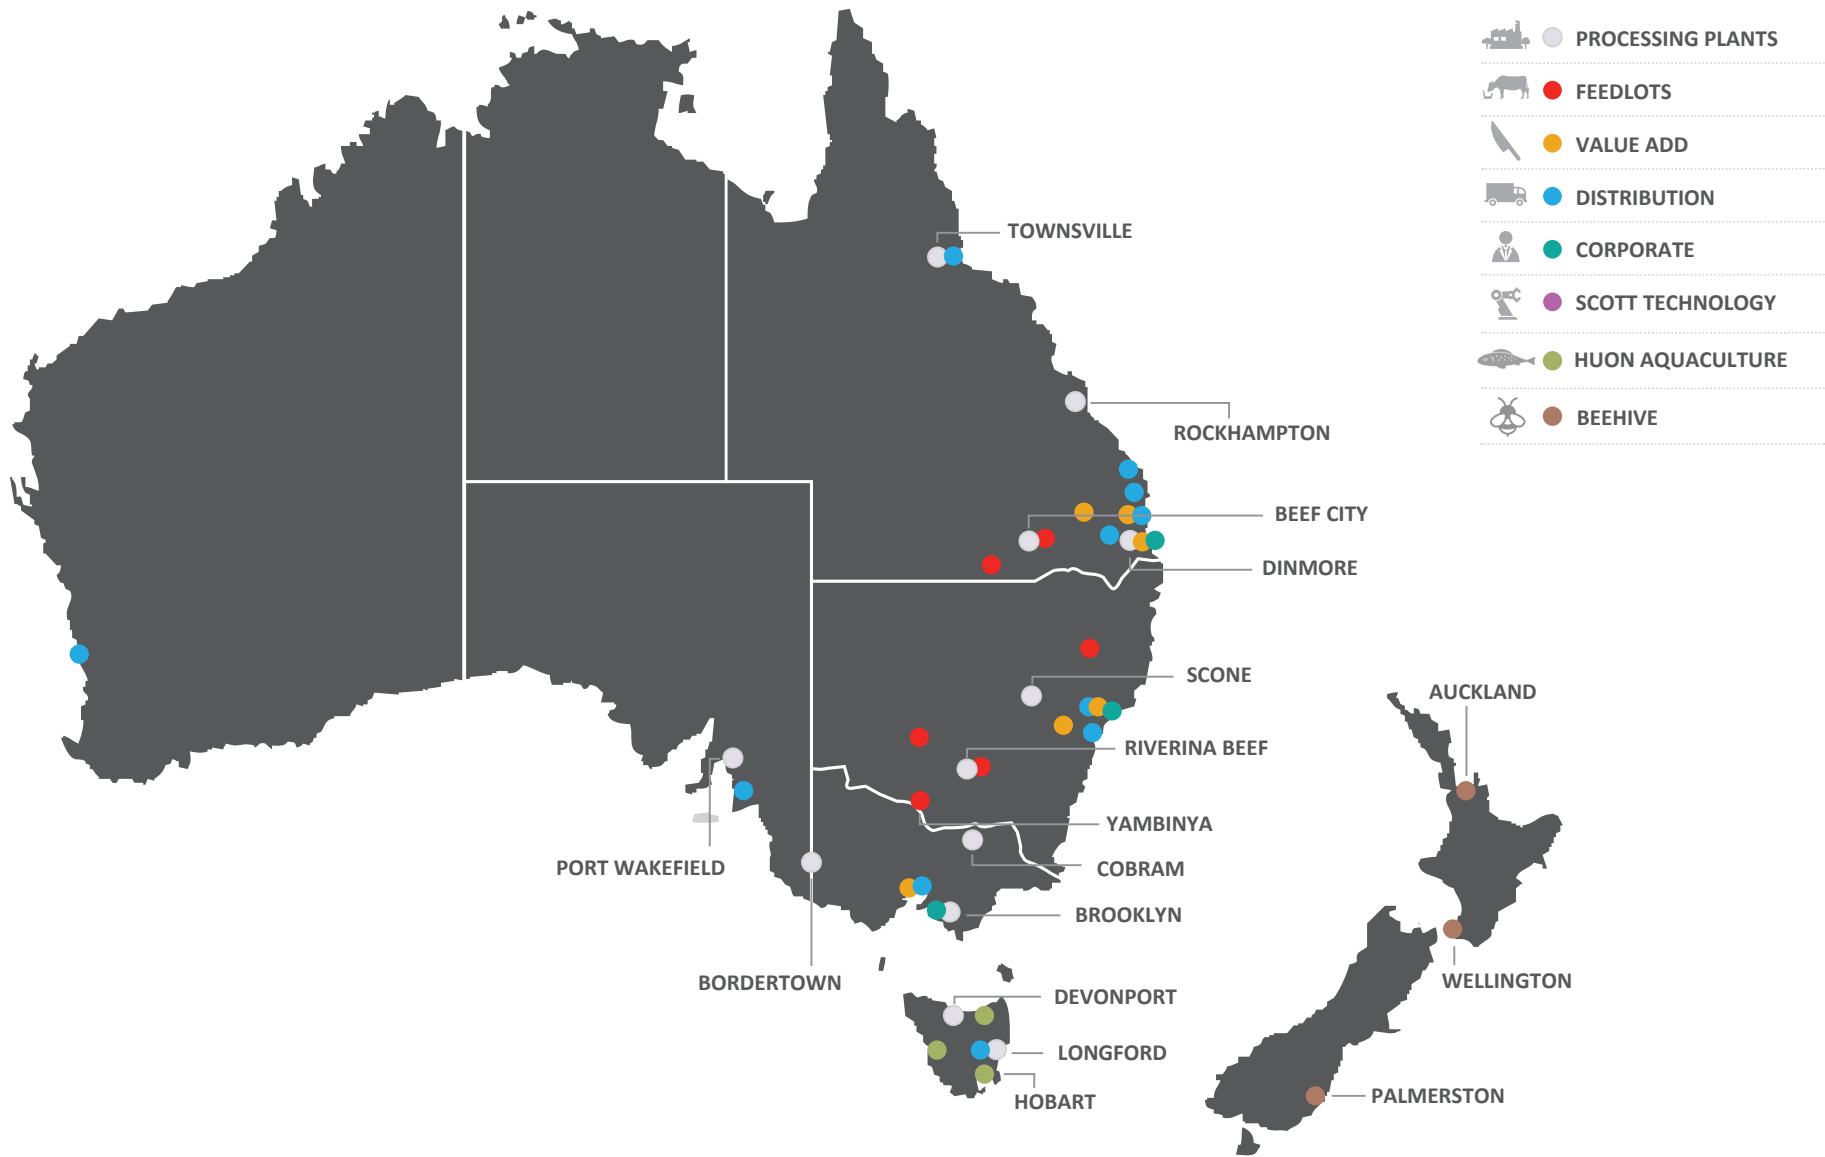 PROCESSING PLANTS
FEEDLOTS
VALUE ADD
DISTRIBUTION
CORPORATE
SCOTT TECHNOLOGY
HUON AQUACULTURE
BEEHIVE
TOWNSVILLE
ROCKHAMPTON
BEEF CITY
DINMORE
SCONE
AUCKLAND
RIVERINA BEEF
YAMBINYA
PORT WAKEFIELD
COBRAM
BROOKLYN
BORDERTOWN
WELLINGTON
DEVONPORT
LONGFORD
HOBART
PALMERSTON